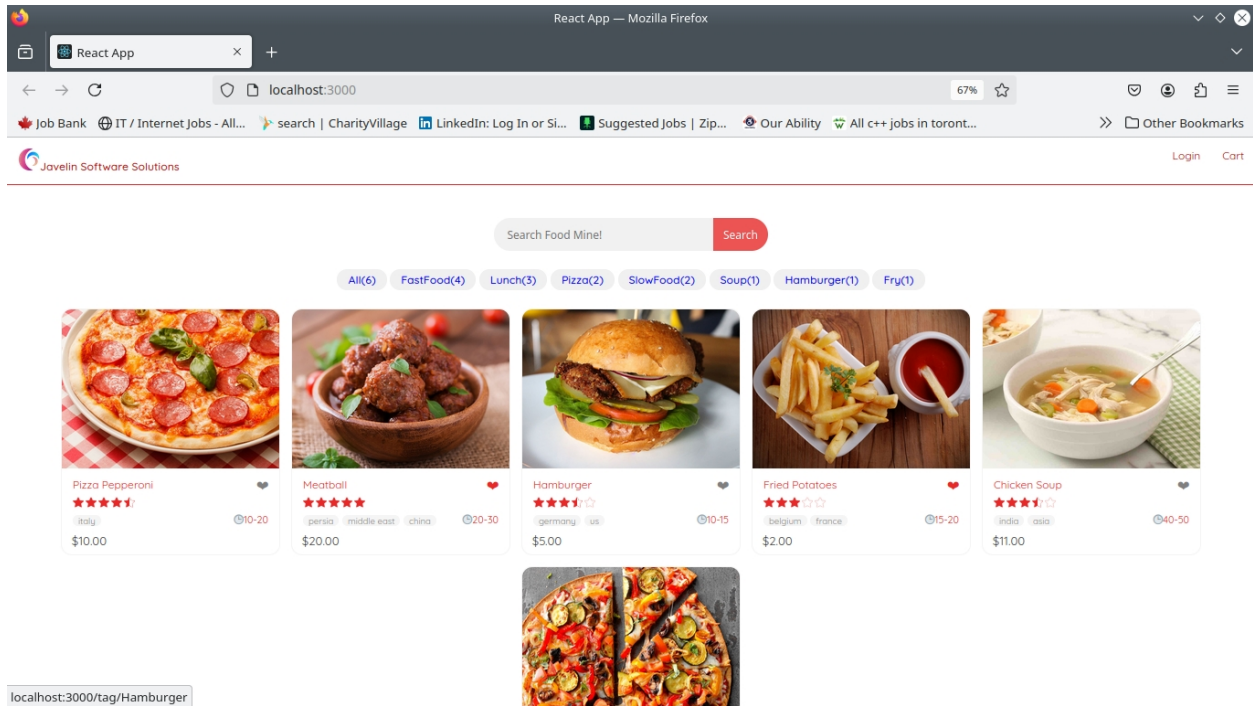 React App — Mozilla Firefox
React App
localhost:3000
67%
Job Bank IT / Internet Jobs - All... search | CharityVillage LinkedIn: Log In or Si... Suggested Jobs | Zip... Our Ability All c++ jobs in toront... Other Bookmarks
Javelin Software Solutions
Login Cart
Search Food Mine!
Search
All(6) FastFood(4) Lunch(3) Pizza(2) SlowFood(2) Soup(1) Hamburger(1) Fry(1)
Pizza Pepperoni
italy
10-20
$10.00
Meatball
persia middle east china
20-30
$20.00
Hamburger
germany us
10-15
$5.00
Fried Potatoes
belgium france
15-20
$2.00
Chicken Soup
india asia
40-50
$11.00
localhost:3000/tag/Hamburger